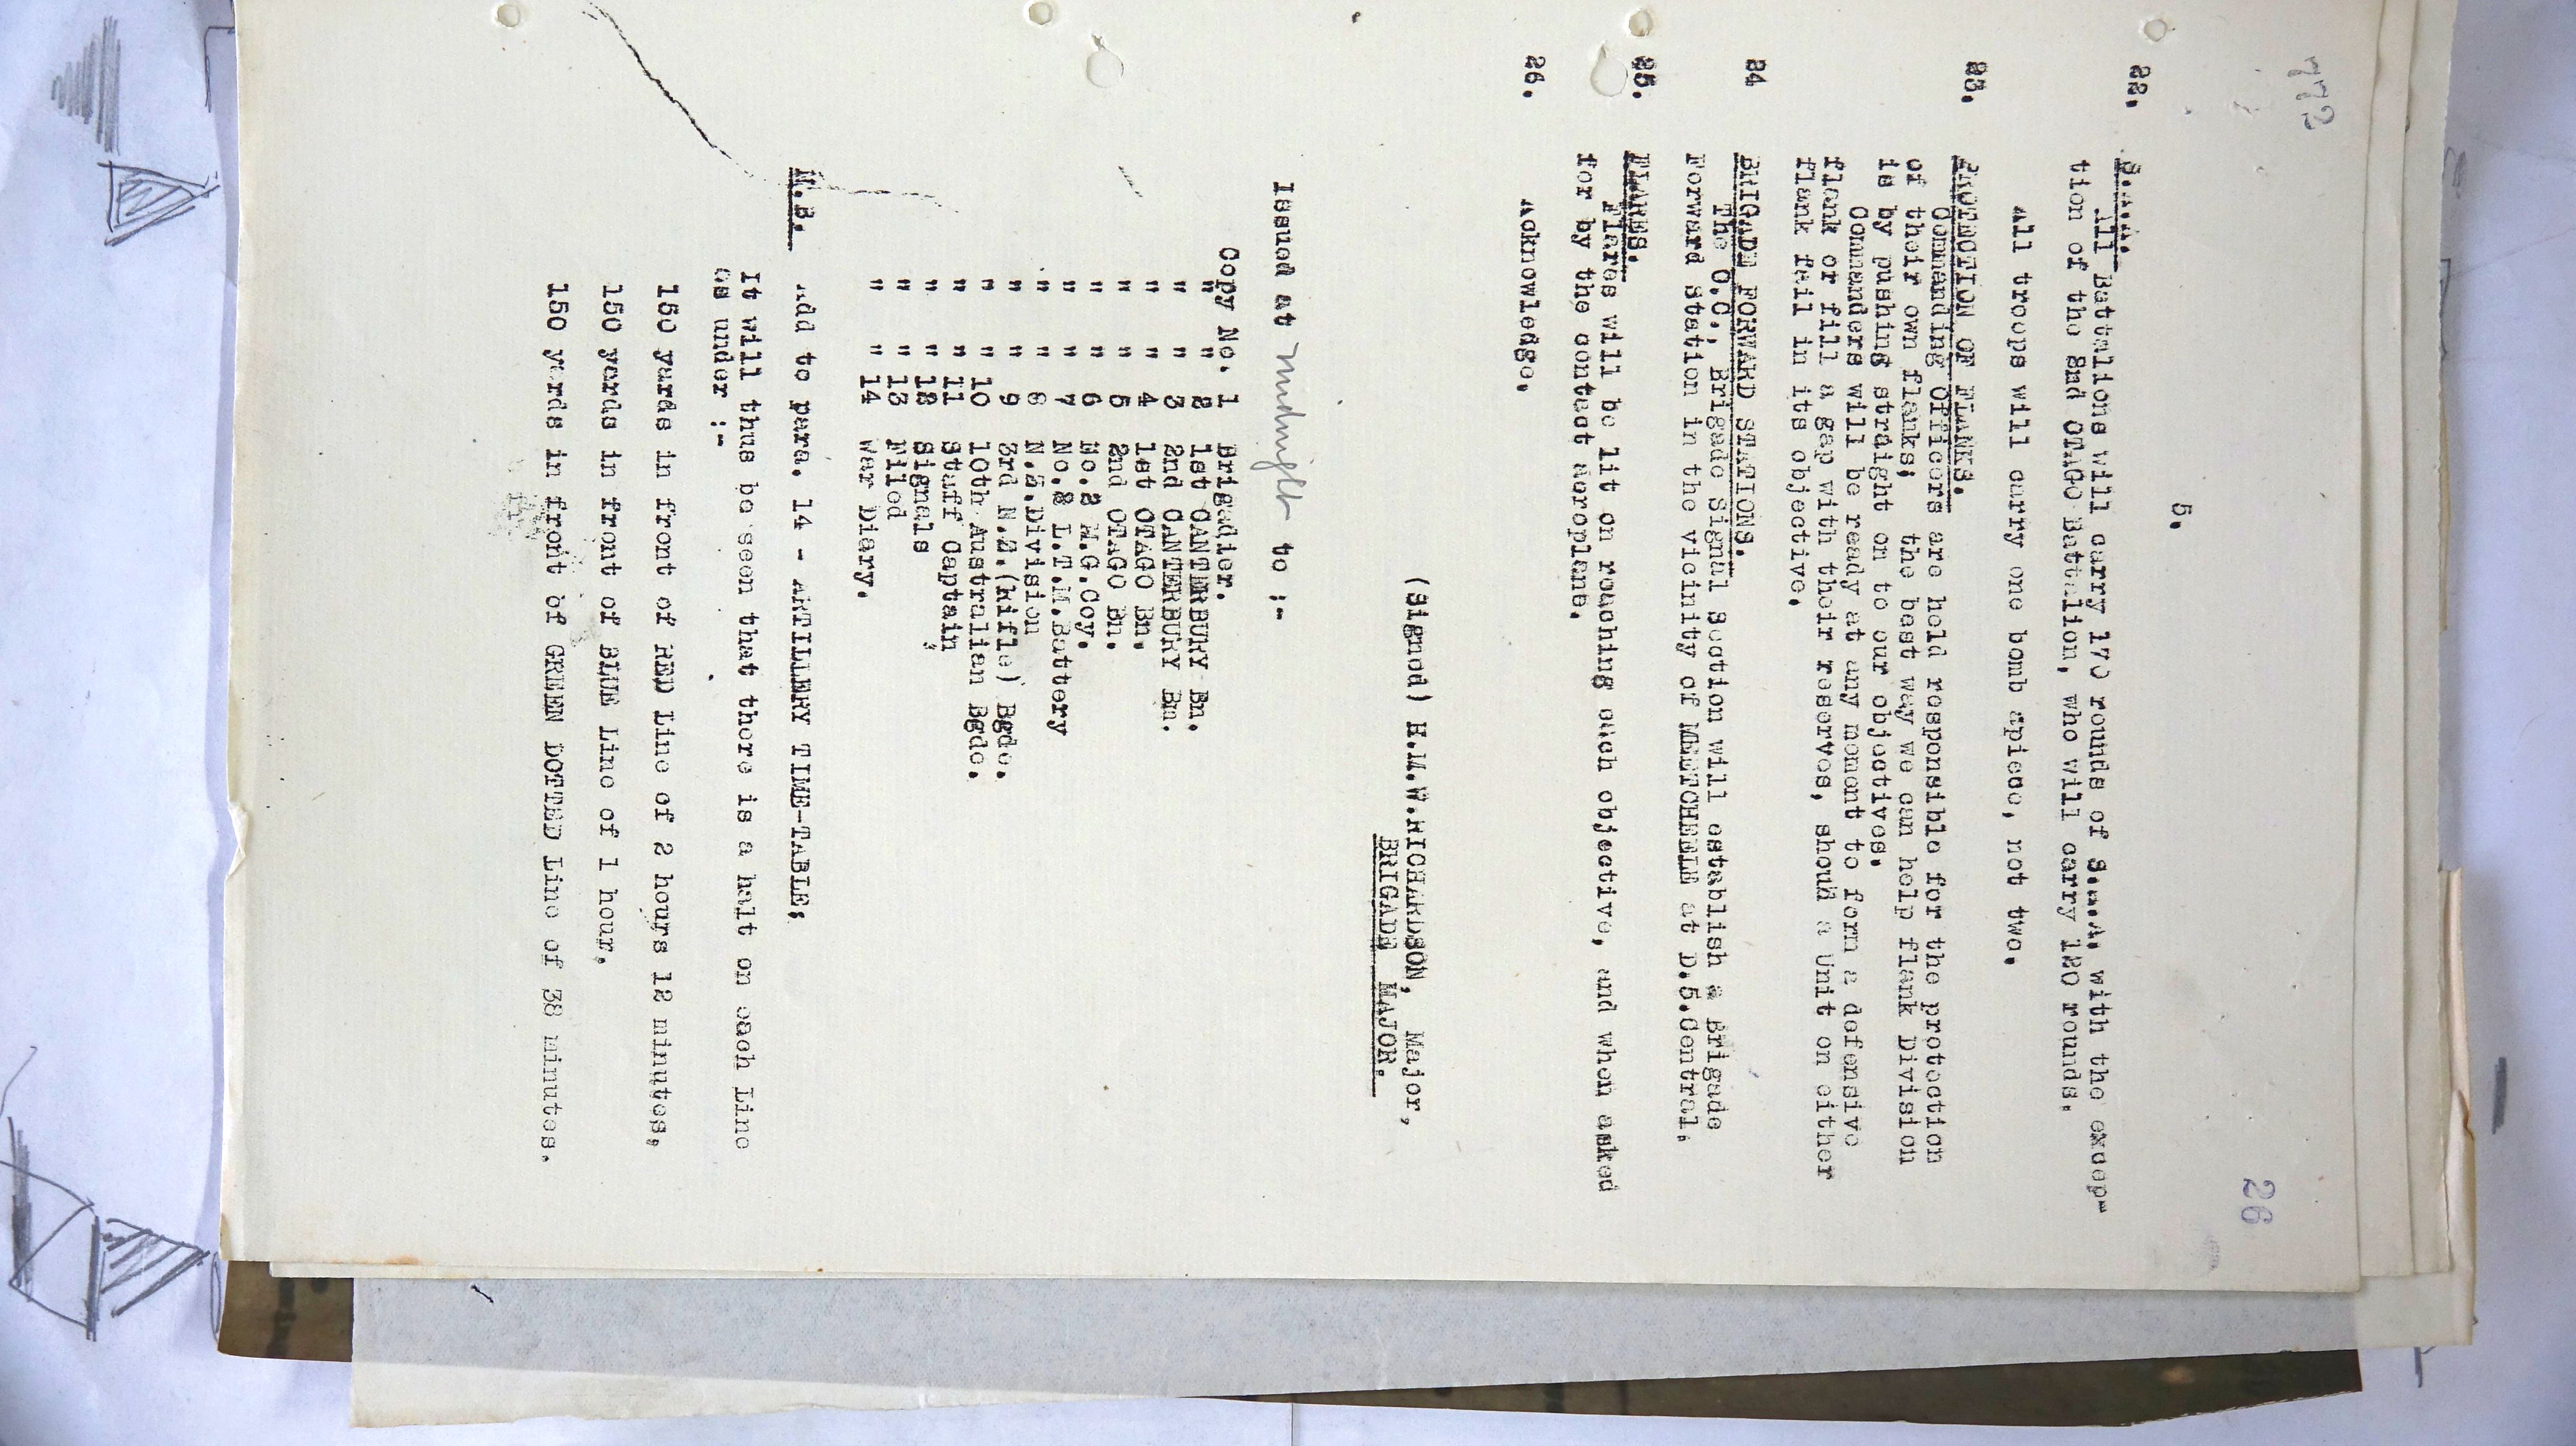 772
26
5.
22. S.A.A.
All Battalions will carry 170 rounds of S.A.A. with the excep-
tion of the 2nd OTAGO Battalion, who will carry 120 rounds.
All troops will carry one bomb apiece, not two.
23. PROTECTION OF FLANKS.
Commanding Officers are held responsible for the protection
of their own flanks; the best way we can help flank Division
is by pushing straight on to our objectives.
Commanders will be ready at any moment to form a defensive
flank or fill a gap with their reserves, should a Unit on either
flank fail in its objective.
24 BRIGADE FORWARD STATIONS.
The O.C., Brigade Signal Section will establish a Brigade
Forward Station in the vicinity of MEETCHEELE at D.5.Central.
25. FLARES.
Flares will be lit on reaching each objective, and when asked
for by the contact aeroplane.
26. Acknowledge.
(Signed) H.M.W.RICHARDSON, Major,
BRIGADE MAJOR.
Issued at midnight to :-
Copy No. 1 Brigadier.
" " 2 1st CANTERBURY Bn.
" " 3 2nd CANTERBURY Bn.
" " 4 1st OTAGO Bn.
" " 5 2nd OTAGO Bn.
" " 6 No.2 M.G.Coy.
" " 7 No.2 L.T.M.Battery
" " 8 N.Z.Division
" " 9 3rd N.Z.(Rifle) Bgde.
" " 10 10th Australian Bgde.
" " 11 Staff Captain
" " 12 Signals
" " 13 Filed
" " 14 War Diary.
N.B. Add to para. 14 - ARTILLERY TIME-TABLE;
It will thus be seen that there is a halt on each Line
as under :-
150 yards in front of RED Line of 2 hours 12 minutes,
150 yards in front of BLUE Line of 1 hour.
150 yards in front of GREEN DOTTED Line of 38 minutes.